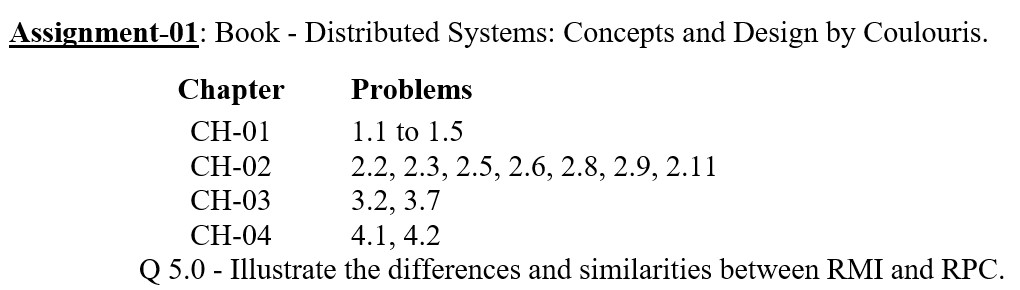 Assignment-01: Book - Distributed Systems: Concepts and Design by Coulouris.
Chapter Problems
CH-01 1.1 to 1.5
CH-02 2.2, 2.3, 2.5, 2.6, 2.8, 2.9, 2.11
CH-03 3.2, 3.7
CH-04 4.1, 4.2
Q 5.0 - Illustrate the differences and similarities between RMI and RPC.